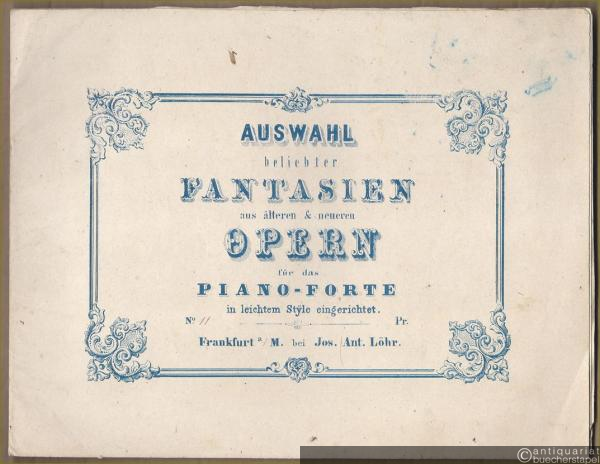 AUSWAHL
beliebter
FANTASIEN
aus älteren & neueren
OPERN
für das
PIANO-FORTE
in leichtem Style eingerichtet.
No 11 Pr.
Frankfurt a/M. bei Jos. Ant. Löhr.
©antiquariat
buecherstapel